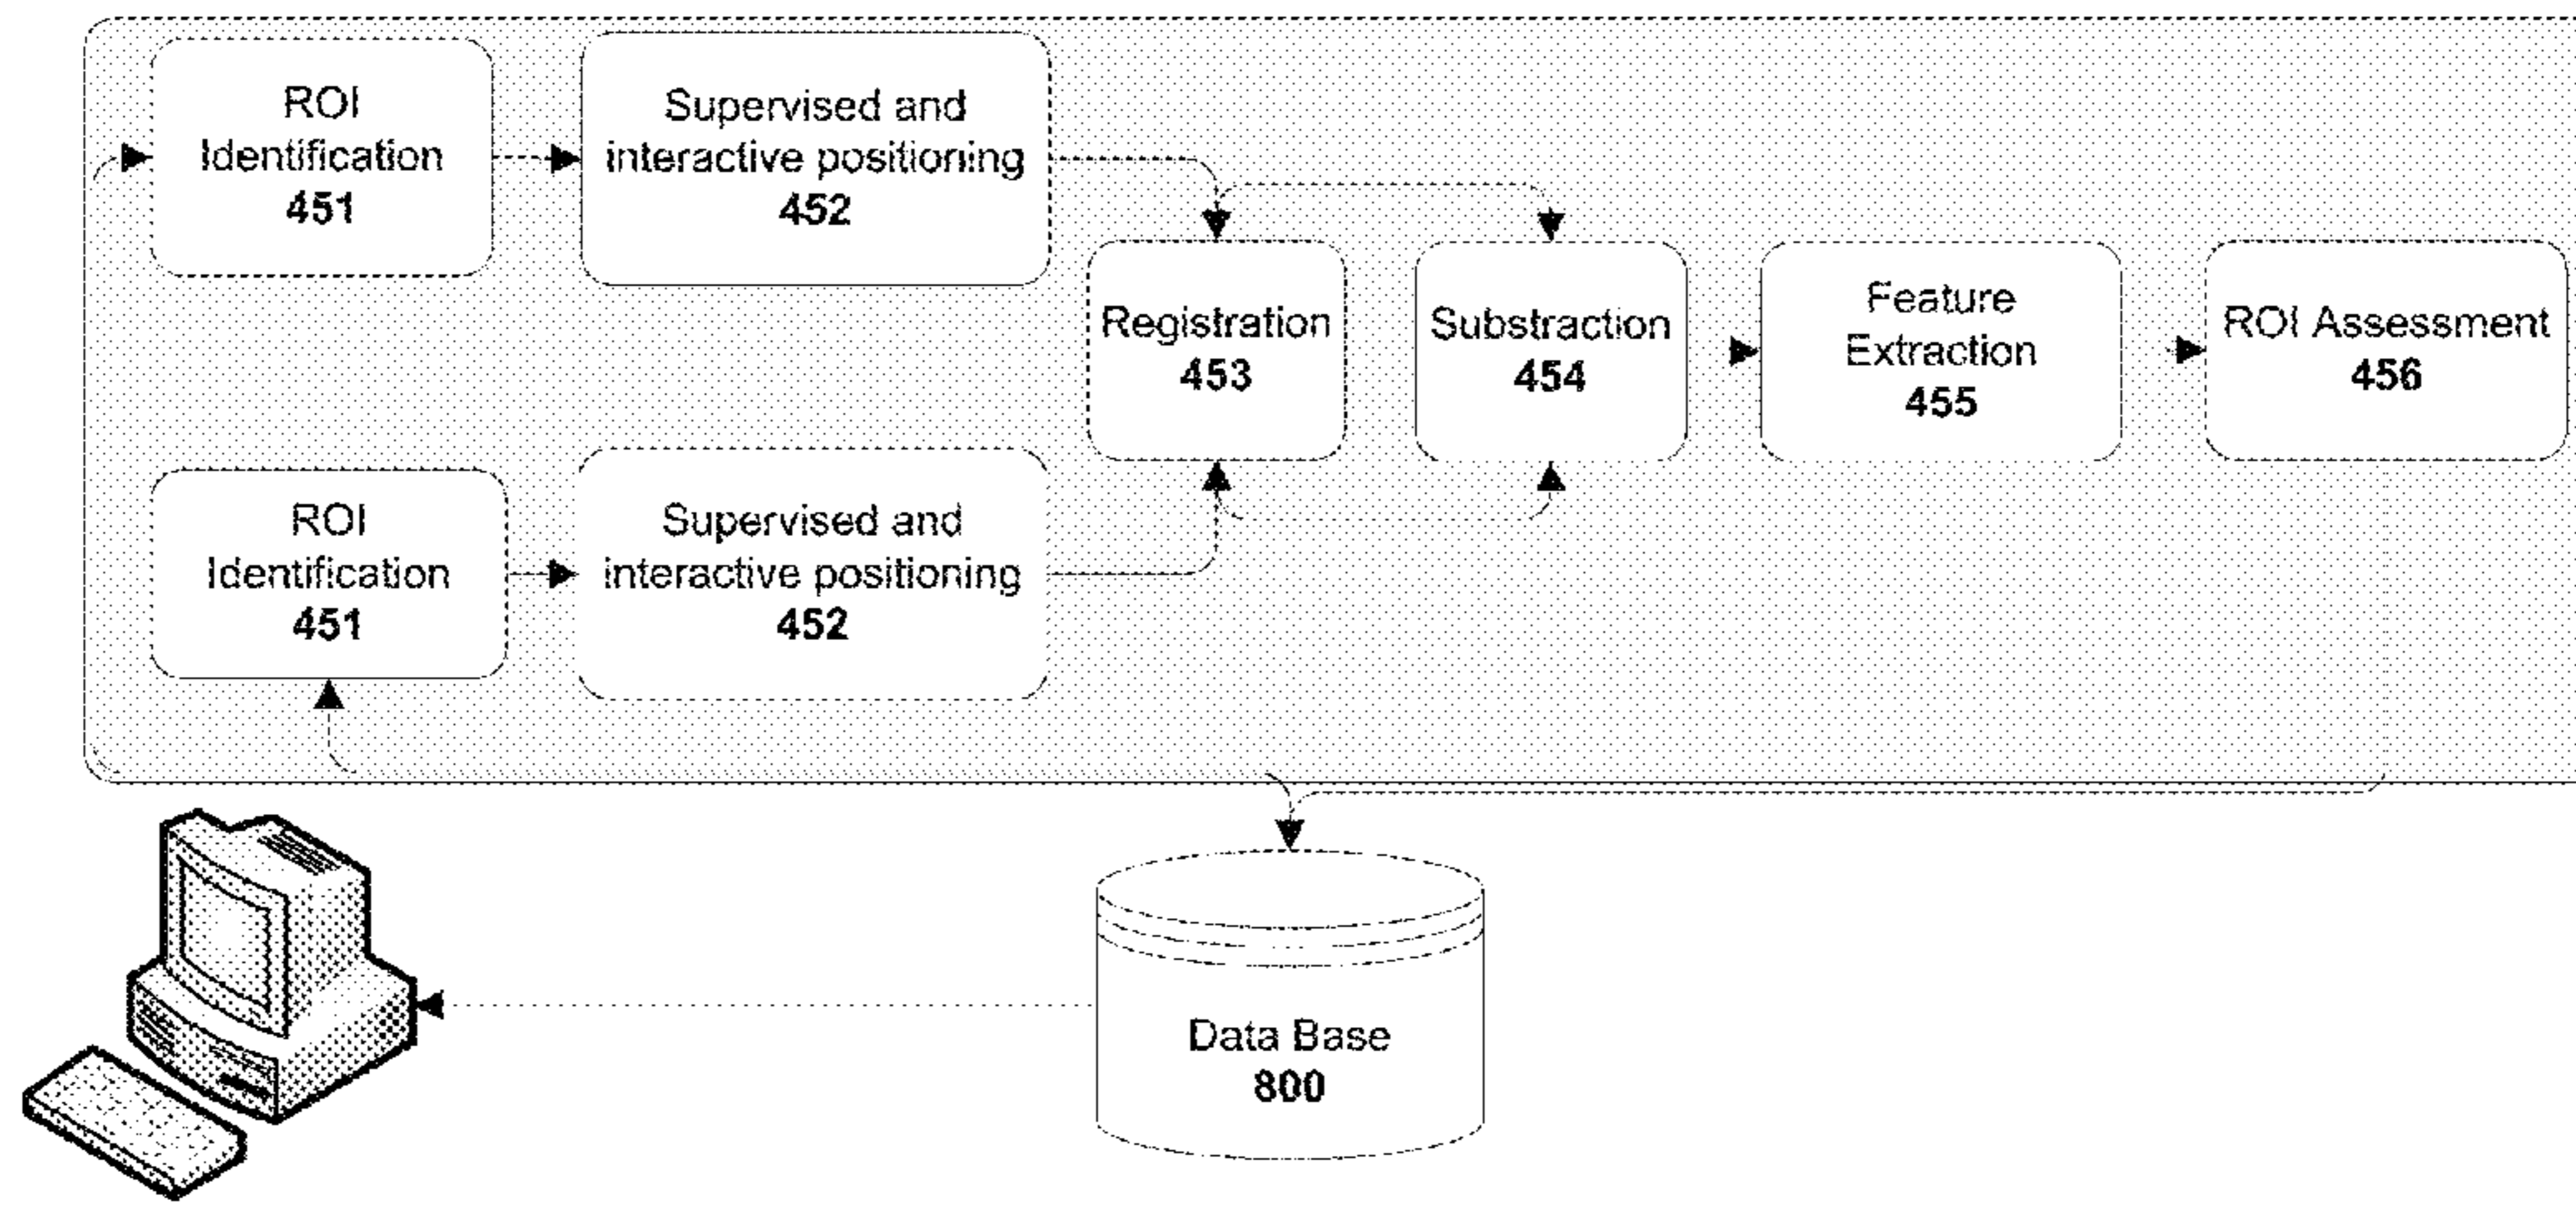 ROI
Identification
451
Supervised and
interactive positioning
452
Registration
453
Substraction
454
Feature
Extraction
455
ROI Assessment
456
ROI
Identification
451
Supervised and
interactive positioning
452
Data Base
800